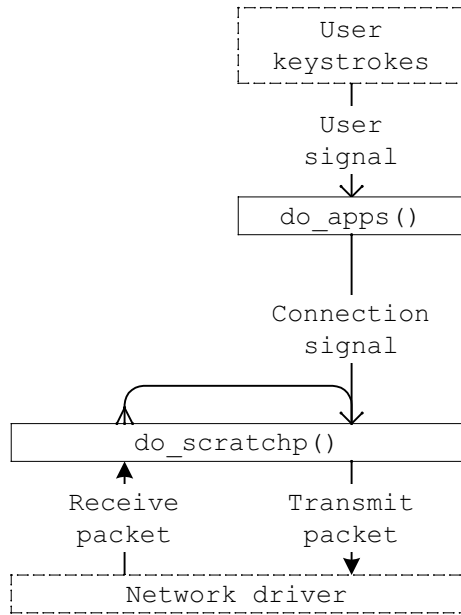 User
keystrokes
User
signal
do_apps()
Connection
signal
do_scratchp()
Receive
packet
Transmit
packet
Network driver